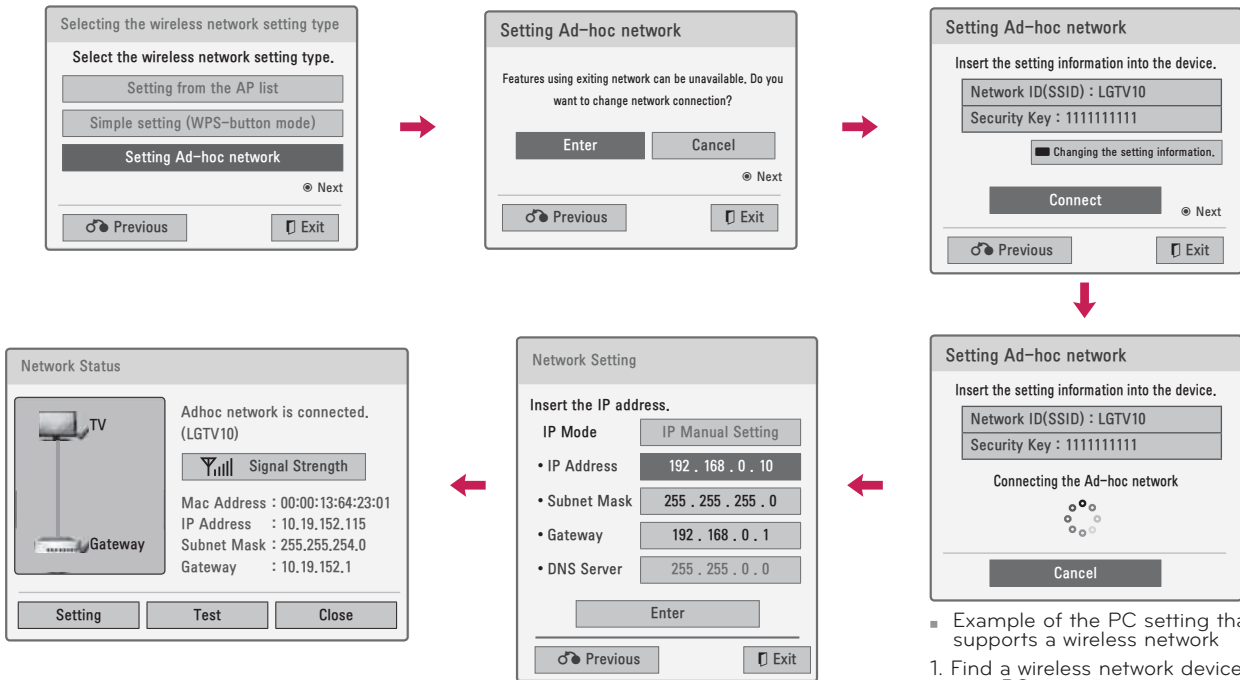 Selecting the wireless network setting type
Select the wireless network setting type.
Setting from the AP list
Simple setting (WPS-button mode)
Setting Ad-hoc network
Next
Previous
Exit
Setting Ad-hoc network
Features using exiting network can be unavailable. Do you
want to change network connection?
Enter
Cancel
Next
Previous
Exit
Setting Ad-hoc network
Insert the setting information into the device.
Network ID(SSID) : LGTV10
Security Key : 1111111111
Changing the setting information.
Connect
Next
Previous
Exit
Setting Ad-hoc network
Insert the setting information into the device.
Network ID(SSID) : LGTV10
Security Key : 1111111111
Connecting the Ad-hoc network
Cancel
Network Setting
Insert the IP address.
IP Mode IP Manual Setting
• IP Address 192 . 168 . 0 . 10
• Subnet Mask 255 . 255 . 255 . 0
• Gateway 192 . 168 . 0 . 1
• DNS Server 255 . 255 . 0 . 0
Enter
Previous
Exit
Network Status
TV
Gateway
Adhoc network is connected.
(LGTV10)
Signal Strength
Mac Address : 00:00:13:64:23:01
IP Address : 10.19.152.115
Subnet Mask : 255.255.254.0
Gateway : 10.19.152.1
Setting
Test
Close
▪ Example of the PC setting
supports a wireless network
1. Find a wireless network device